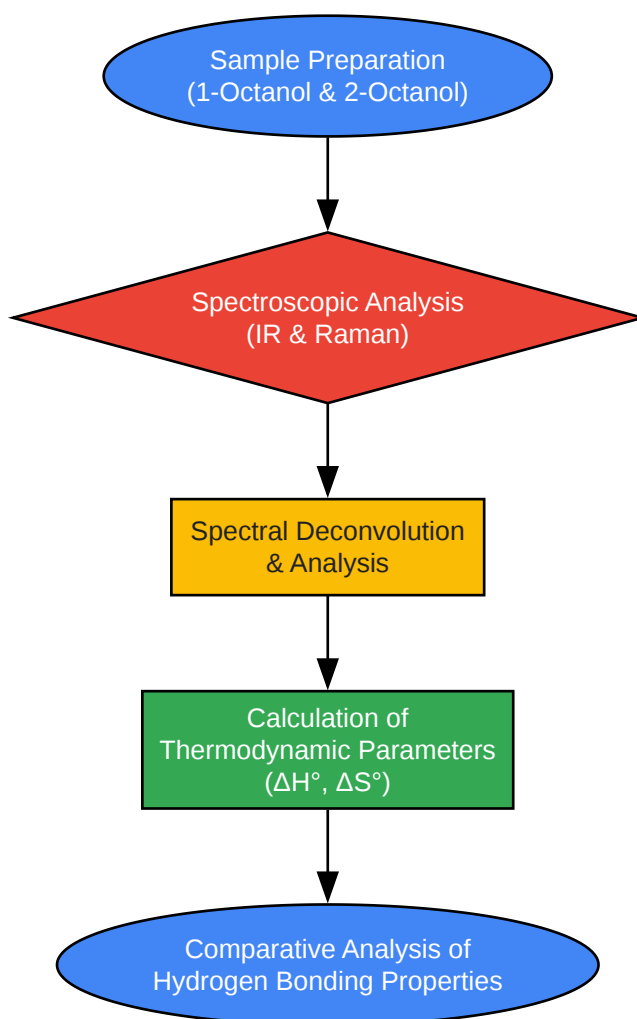 Sample Preparation
(1-Octanol & 2-Octanol)
Spectroscopic Analysis
(IR & Raman)
Spectral Deconvolution
& Analysis
Calculation of
Thermodynamic Parameters
(ΔH°, ΔS°)
Comparative Analysis of
Hydrogen Bonding Properties